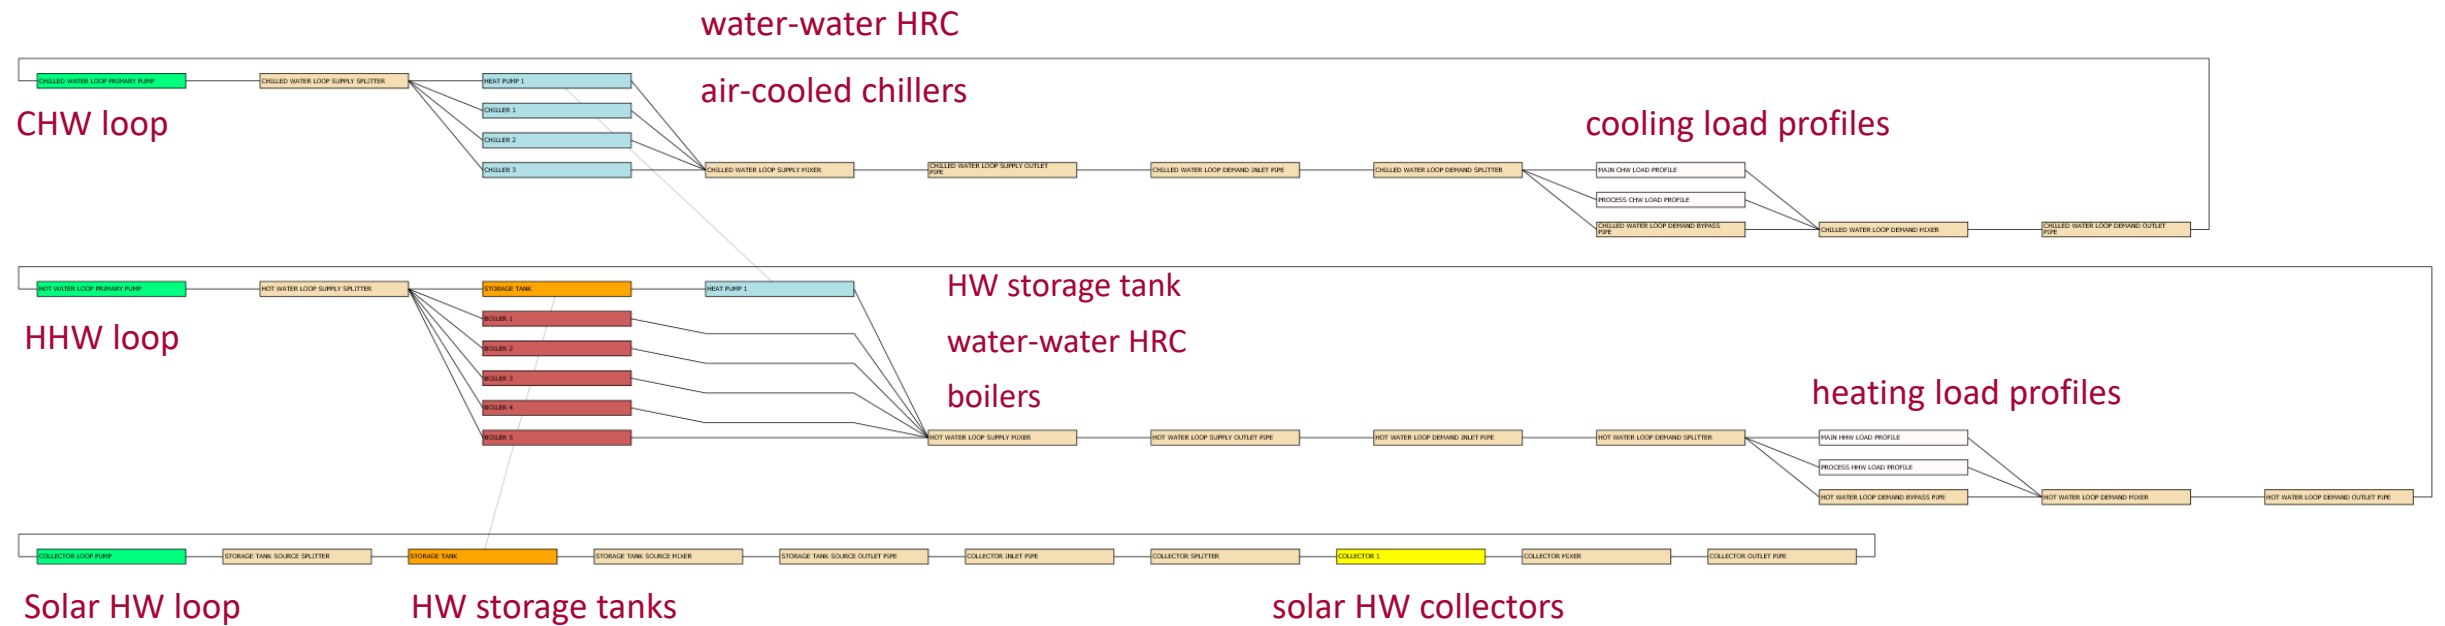 water-water HRC
CHILLED WATER LOOP PRIMARY PUMP
CHILLED WATER LOOP SUPPLY SPLITTER
HEAT PUMP 1
air-cooled chillers
CHILLER 1
CHW loop
cooling load profiles
CHILLER 2
CHILLER 3
CHILLED WATER LOOP SUPPLY MIXER
CHILLED WATER LOOP SUPPLY OUTLET
PIPE
CHILLED WATER LOOP DEMAND INLET PIPE
CHILLED WATER LOOP DEMAND SPLITTER
MAIN CHW LOAD PROFILE
PROCESS CHW LOAD PROFILE
CHILLED WATER LOOP DEMAND BYPASS
PIPE
CHILLED WATER LOOP DEMAND MIXER
CHILLED WATER LOOP DEMAND OUTLET
PIPE
HOT WATER LOOP PRIMARY PUMP
HOT WATER LOOP SUPPLY SPLITTER
STORAGE TANK
HEAT PUMP 1
HW storage tank
BOILER 1
HHW loop
water-water HRC
BOILER 2
BOILER 3
boilers
heating load profiles
BOILER 4
BOILER 5
HOT WATER LOOP SUPPLY MIXER
HOT WATER LOOP SUPPLY OUTLET PIPE
HOT WATER LOOP DEMAND INLET PIPE
HOT WATER LOOP DEMAND SPLITTER
MAIN HHW LOAD PROFILE
PROCESS HHW LOAD PROFILE
HOT WATER LOOP DEMAND BYPASS PIPE
HOT WATER LOOP DEMAND MIXER
HOT WATER LOOP DEMAND OUTLET PIPE
COLLECTOR LOOP PUMP
STORAGE TANK SOURCE SPLITTER
STORAGE TANK
STORAGE TANK SOURCE MIXER
STORAGE TANK SOURCE OUTLET PIPE
COLLECTOR INLET PIPE
COLLECTOR SPLITTER
COLLECTOR 1
COLLECTOR MIXER
COLLECTOR OUTLET PIPE
Solar HW loop
HW storage tanks
solar HW collectors